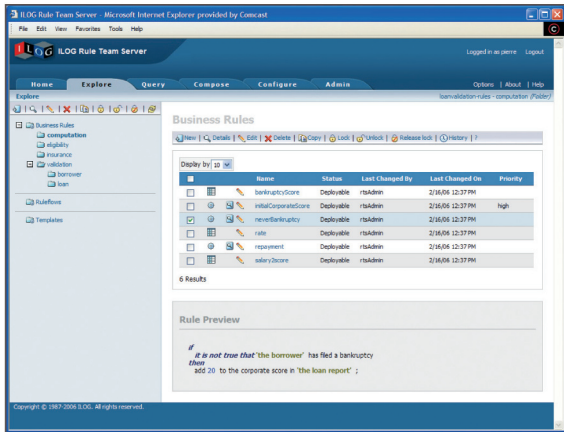 ILOG Rule Team Server - Microsoft Internet Explorer provided by Comcast
File Edit View Favorites Tools Help
ILOG ILOG Rule Team Server
Logged in as pierre Logout
Home Explore Query Compose Configure Admin
Options | About | Help
Explore
loanvalidation-rules - computation (Folder)
Business Rules
computation
eligibility
insurance
validation
borrower
loan
Ruleflows
Templates
Business Rules
New | Details | Edit | Delete | Copy | Lock | Unlock | Release lock | History | ?
Display by 10
Name Status Last Changed By Last Changed On Priority
bankruptcyScore Deployable rtsAdmin 2/16/06 12:37 PM
initialCorporateScore Deployable rtsAdmin 2/16/06 12:37 PM high
neverBankruptcy Deployable rtsAdmin 2/16/06 12:37 PM
rate Deployable rtsAdmin 2/16/06 12:37 PM
repayment Deployable rtsAdmin 2/16/06 12:37 PM
salary2score Deployable rtsAdmin 2/16/06 12:37 PM
6 Results
Rule Preview
if
it is not true that 'the borrower' has filed a bankruptcy
then
add 20 to the corporate score in 'the loan report' ;
Copyright © 1987-2006 ILOG. All rights reserved.